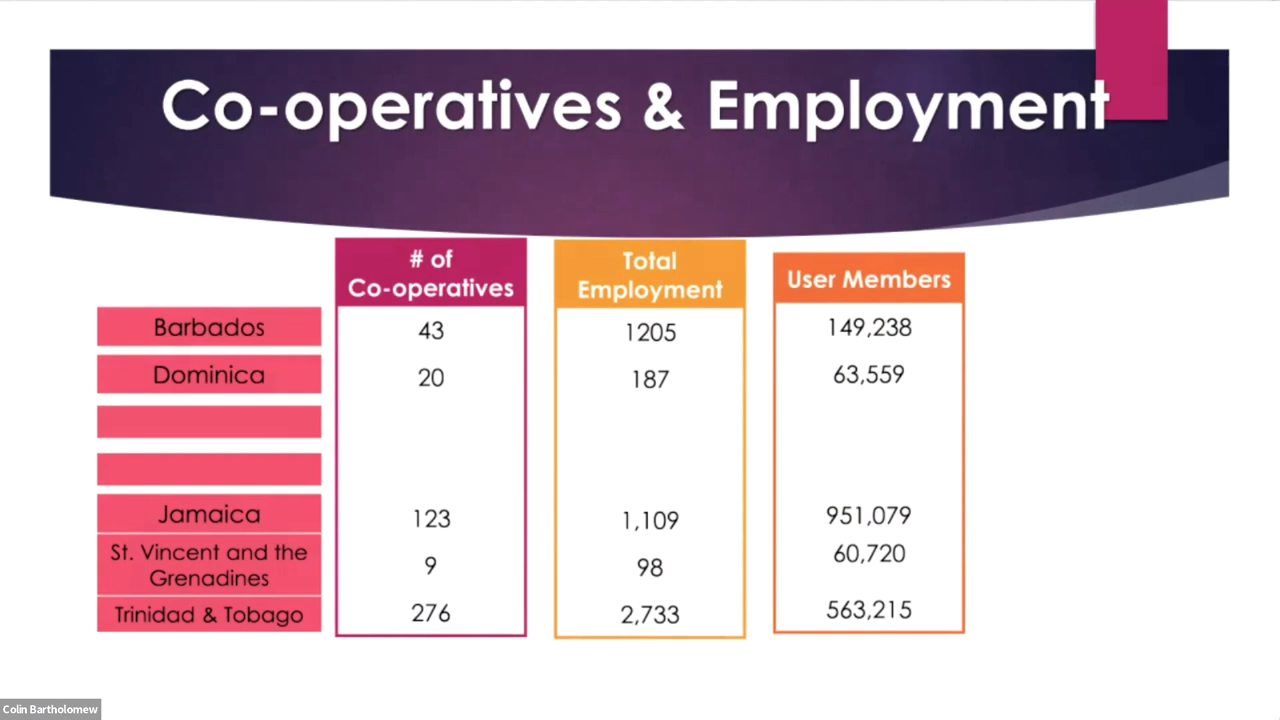 Co-operatives & Employment
# of
Co-operatives
Total
Employment
User Members
Barbados 43 1205 149,238
Dominica 20 187 63,559
Jamaica 123 1,109 951,079
St. Vincent and the
Grenadines 9 98 60,720
Trinidad & Tobago 276 2,733 563,215
Colin Bartholomew